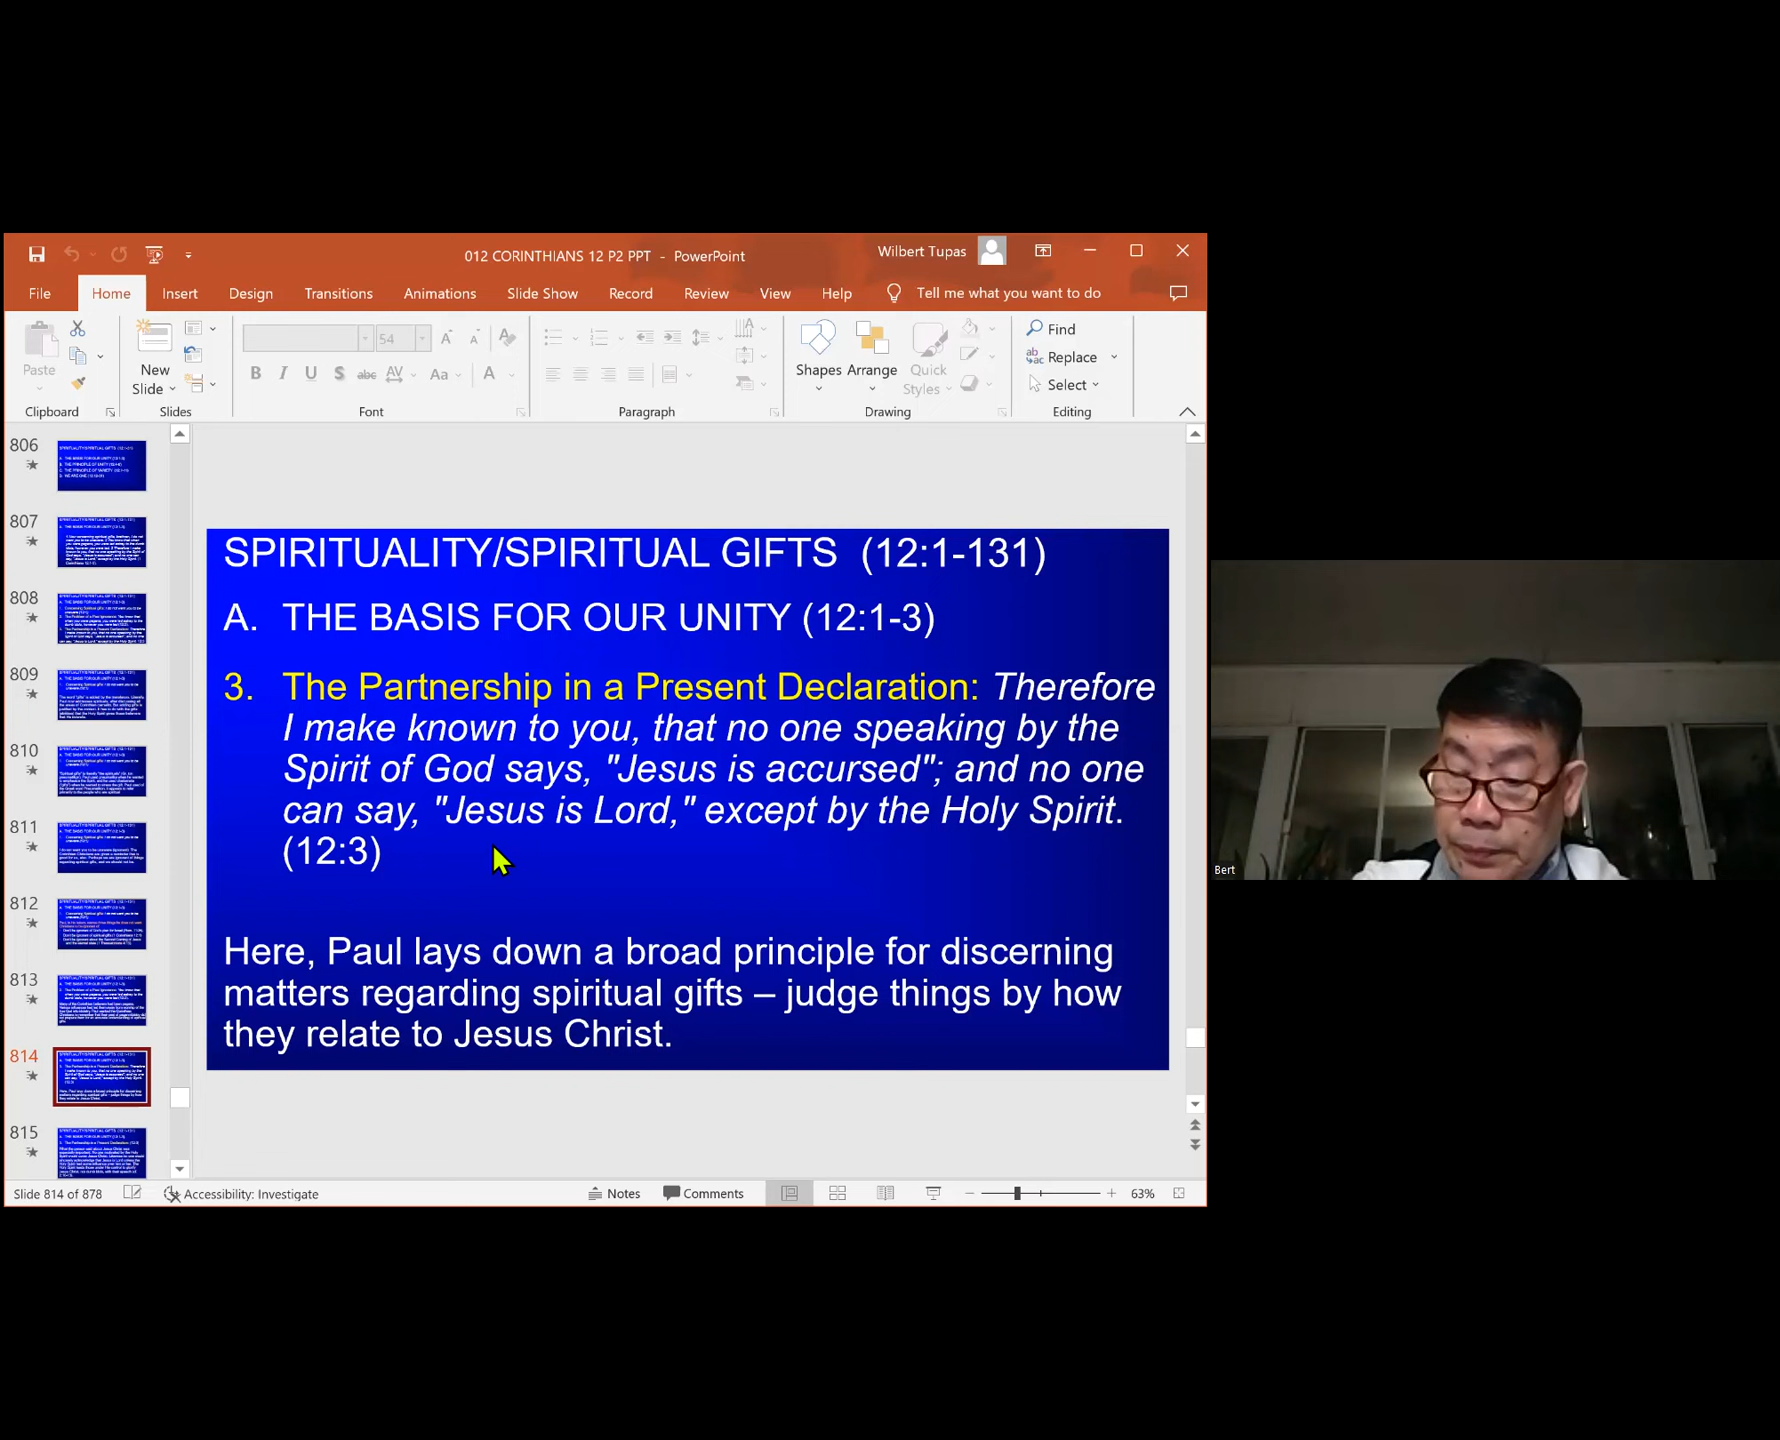 012 CORINTHIANS 12 P2 PPT - PowerPoint
Wilbert Tupas
File Home Insert Design Transitions Animations Slide Show Record Review View Help Tell me what you want to do
Paste
Clipboard
New
Slide
Slides
54
B I U S abc AV Aa A
Font
Paragraph
Shapes
Arrange
Quick
Styles
Drawing
Find
Replace
Select
Editing
806
807
808
809
810
811
812
813
814
815
SPIRITUALITY/SPIRITUAL GIFTS (12:1-131)
A. THE BASIS FOR OUR UNITY (12:1-3)
3. The Partnership in a Present Declaration: Therefore
I make known to you, that no one speaking by the
Spirit of God says, "Jesus is accursed"; and no one
can say, "Jesus is Lord," except by the Holy Spirit.
(12:3)
Here, Paul lays down a broad principle for discerning
matters regarding spiritual gifts – judge things by how
they relate to Jesus Christ.
Bert
Slide 814 of 878 Accessibility: Investigate Notes Comments 63%